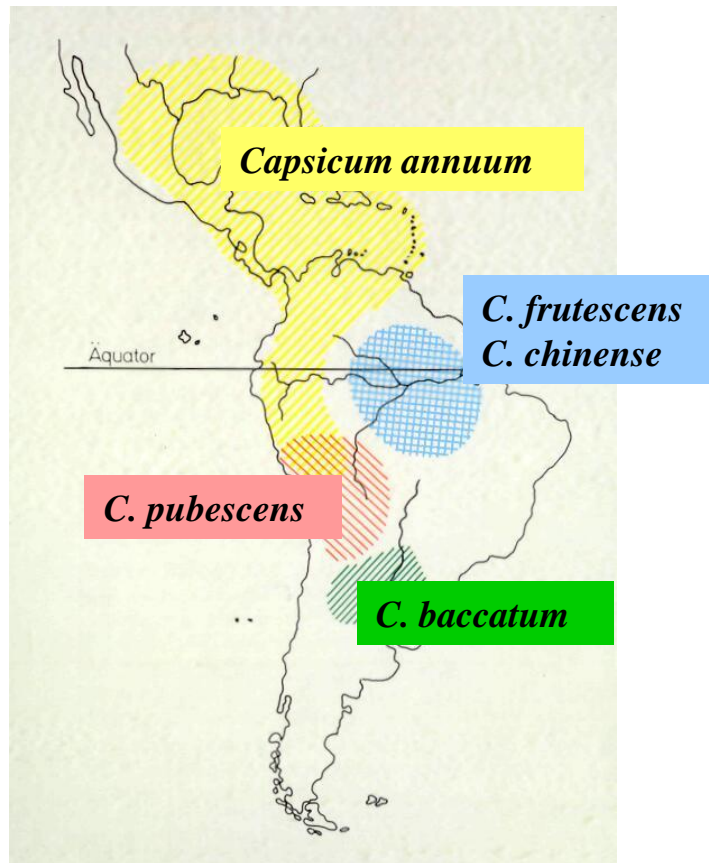 Capsicum annuum
C. frutescens
C. chinense
Äquator
C. pubescens
C. baccatum